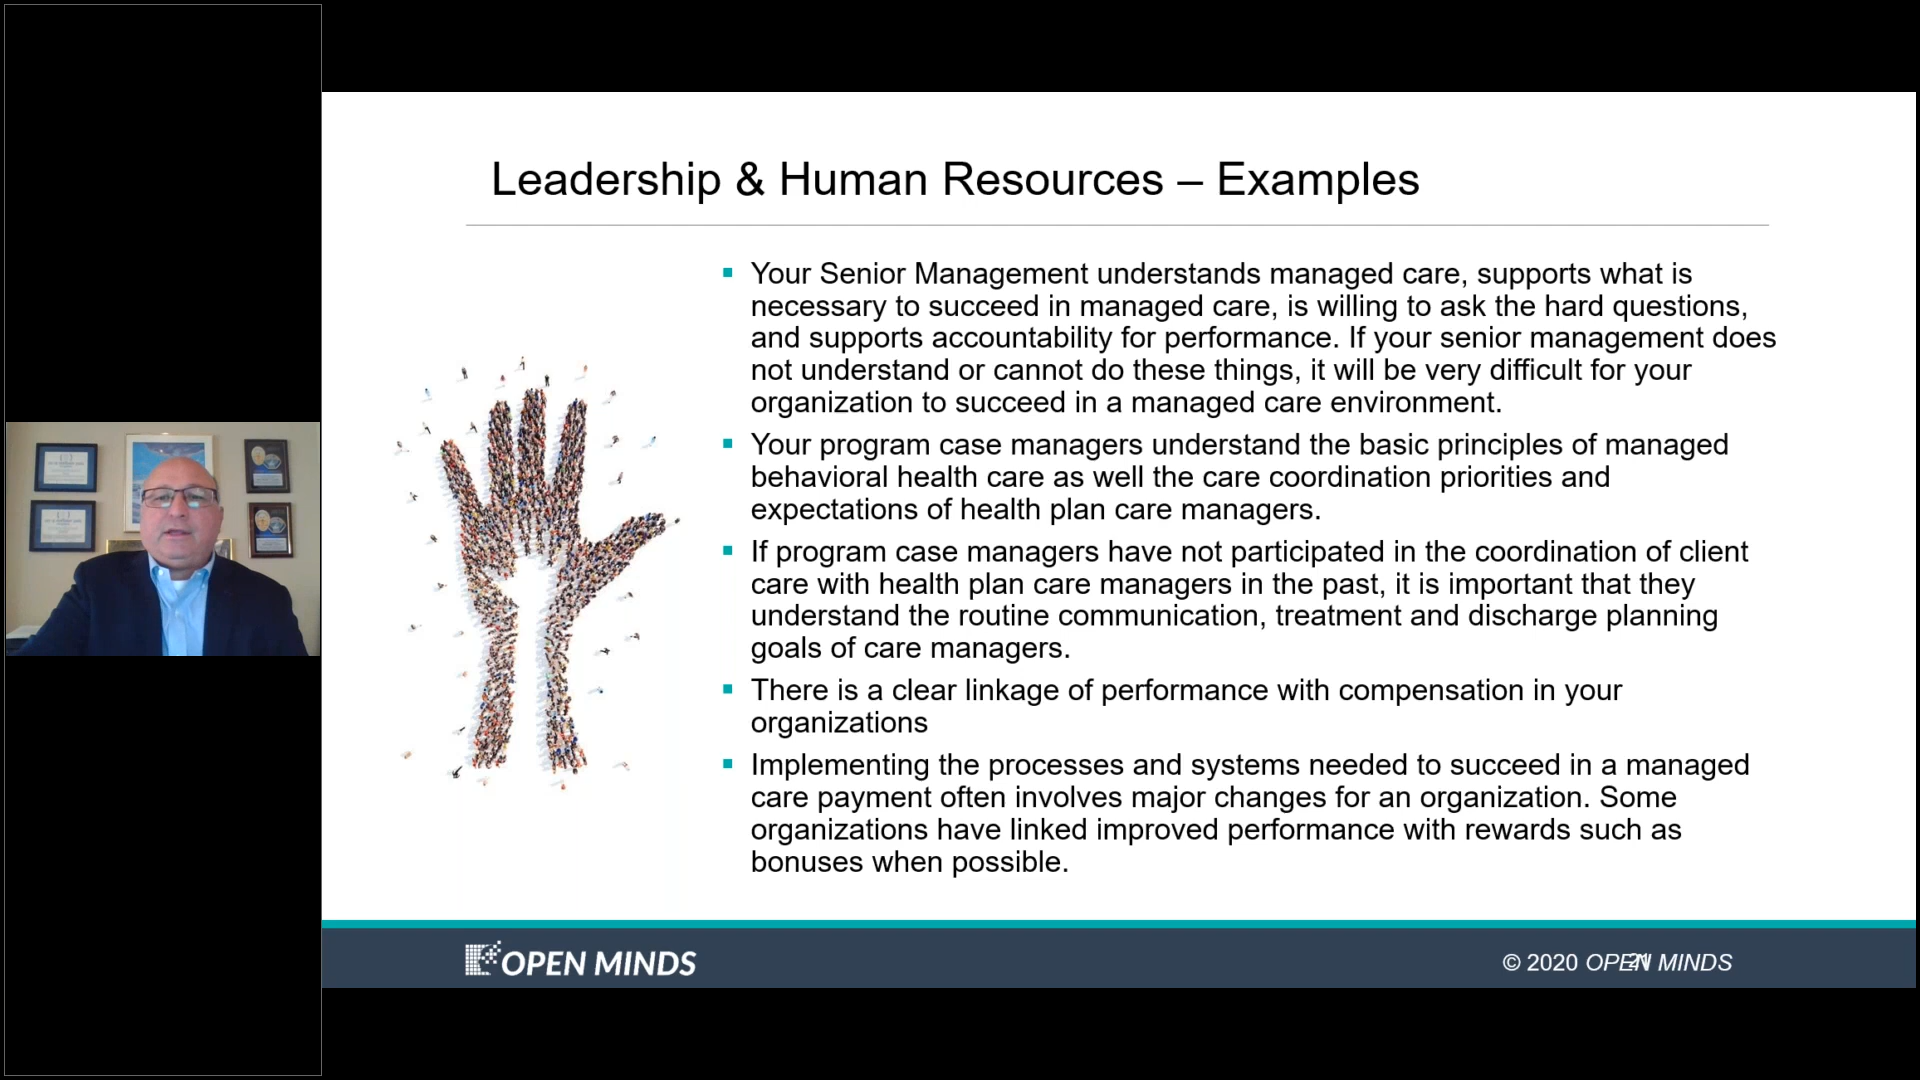 Leadership & Human Resources – Examples
Your Senior Management understands managed care, supports what is
necessary to succeed in managed care, is willing to ask the hard questions,
and supports accountability for performance. If your senior management does
not understand or cannot do these things, it will be very difficult for your
organization to succeed in a managed care environment.
Your program case managers understand the basic principles of managed
behavioral health care as well the care coordination priorities and
expectations of health plan care managers.
If program case managers have not participated in the coordination of client
care with health plan care managers in the past, it is important that they
understand the routine communication, treatment and discharge planning
goals of care managers.
There is a clear linkage of performance with compensation in your
organizations
Implementing the processes and systems needed to succeed in a managed
care payment often involves major changes for an organization. Some
organizations have linked improved performance with rewards such as
bonuses when possible.
OPEN MINDS
© 2020 OPEN MINDS